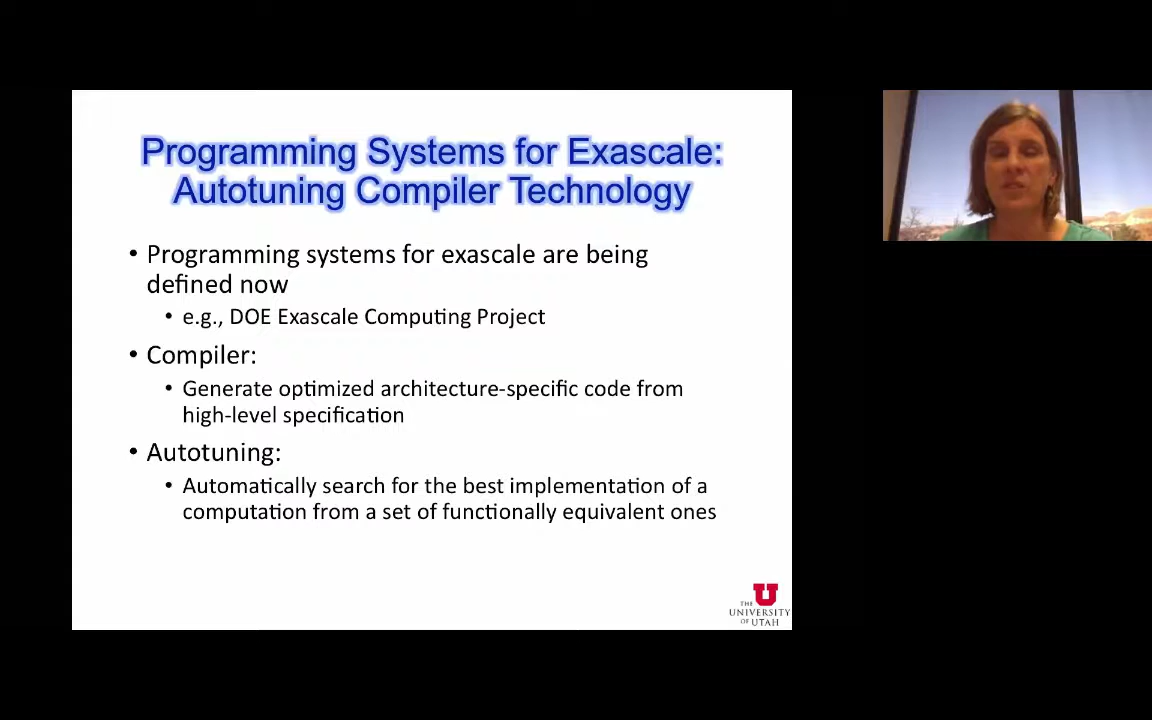 Programming Systems for Exascale:
Autotuning Compiler Technology
• Programming systems for exascale are being
defined now
• e.g., DOE Exascale Computing Project
• Compiler:
• Generate optimized architecture-specific code from
high-level specification
• Autotuning:
• Automatically search for the best implementation of a
computation from a set of functionally equivalent ones
U
THE
UNIVERSITY
OF UTAH